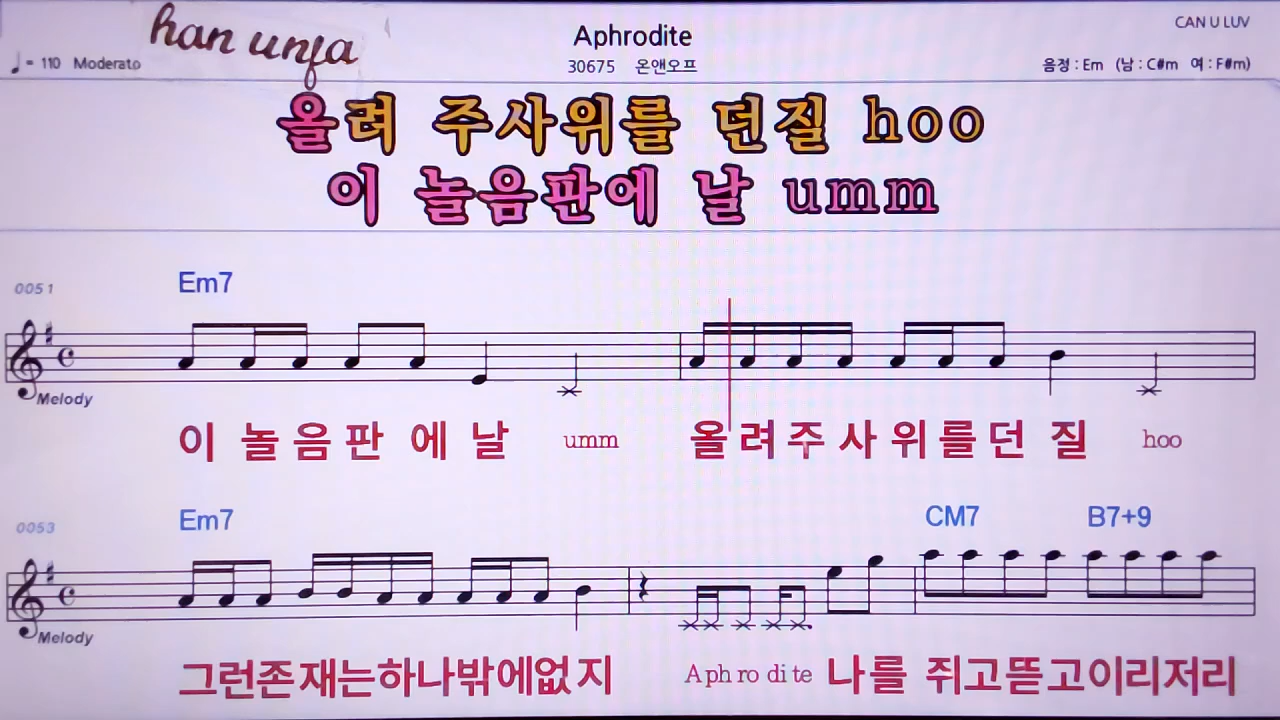 han unfa
Aphrodite
CAN U LUV
♩= 110 Moderato
30675 온앤오프
음정 : Em (남 : C#m 여 : F#m)
올려 주사위를 던질 hoo
이 놀음판에 날 umm
0051
Em7
Melody
이 놀 음 판 에 날 umm 올 려 주 사 위 를 던 질 hoo
0053
Em7 CM7 B7+9
Melody
그런존재는하나밖에없지 Aphro di te 나를 쥐고뜯고이리저리